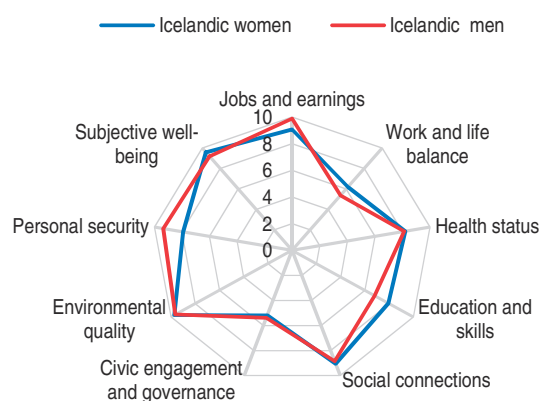 Icelandic women
Icelandic men
Jobs and earnings
10
8
6
4
2
0
Work and life
balance
Health status
Education and
skills
Social connections
Civic engagement
and governance
Environmental
quality
Personal security
Subjective well-
being